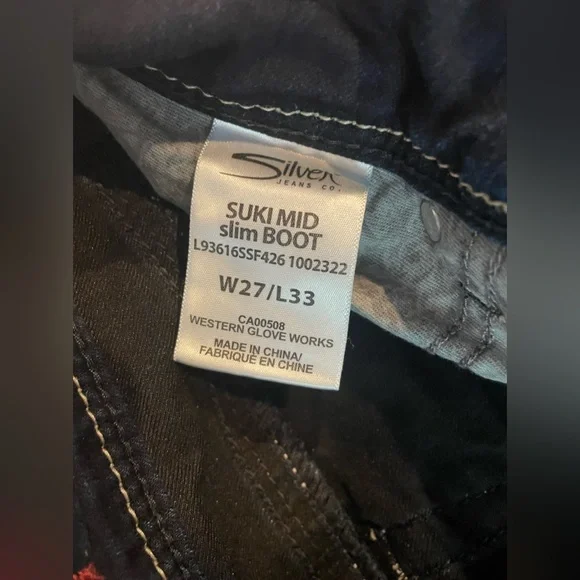 Silver
JEANS CO.
SUKI MID
slim BOOT
L93616SSF426 1002322
W27/L33
CA00508
WESTERN GLOVE WORKS
MADE IN CHINA/
FABRIQUÉ EN CHINE